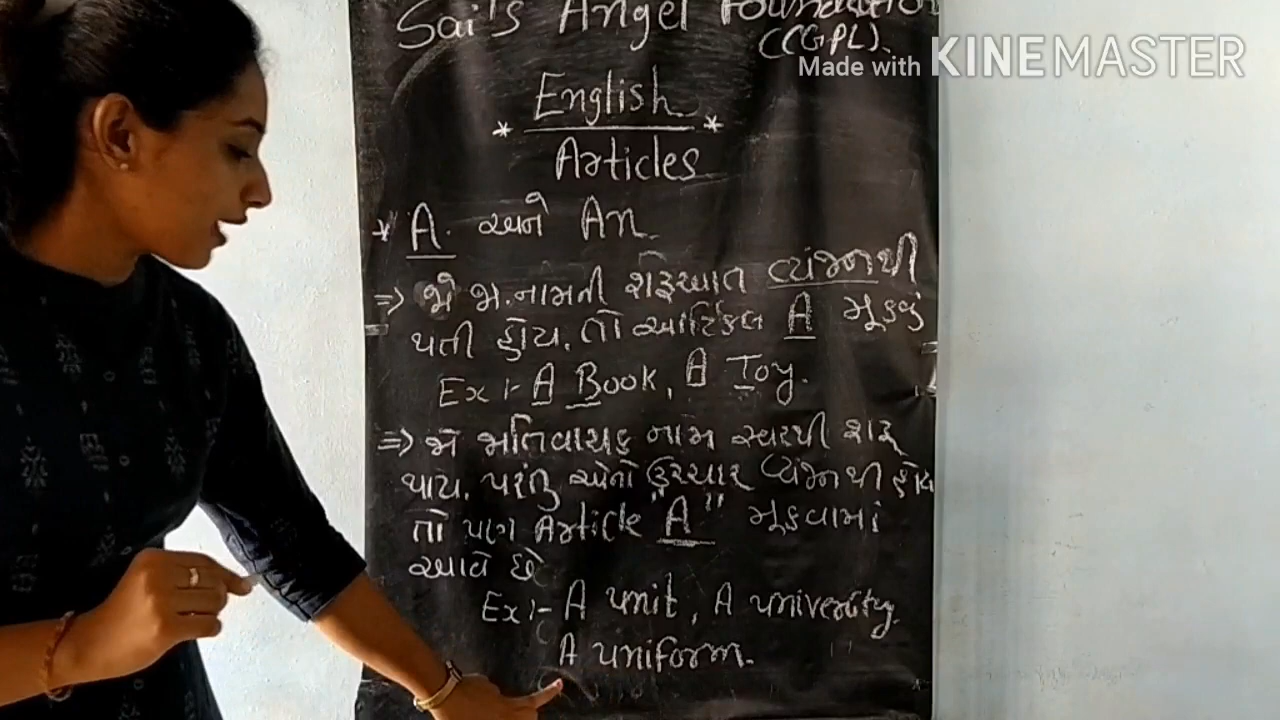 Sai's Angel Foundation
(CGPL).
Made with KINEMASTER
English
Articles
* A. અને An
⇒ જો જા.નામની શરૂઆત વ્યંજનથી
થતી હોય, તો આર્ટિકલ A મૂકવું
Ex:- A Book, A Toy.
⇒ જો જાતિવાચક નામ સ્વરથી શરૂ
થાય, પરંતુ એનો ઉચ્ચાર વ્યંજનથી હોય
તો પણ Article "A" મૂકવામાં
આવે છે
Ex:- A unit, A university.
A uniform.